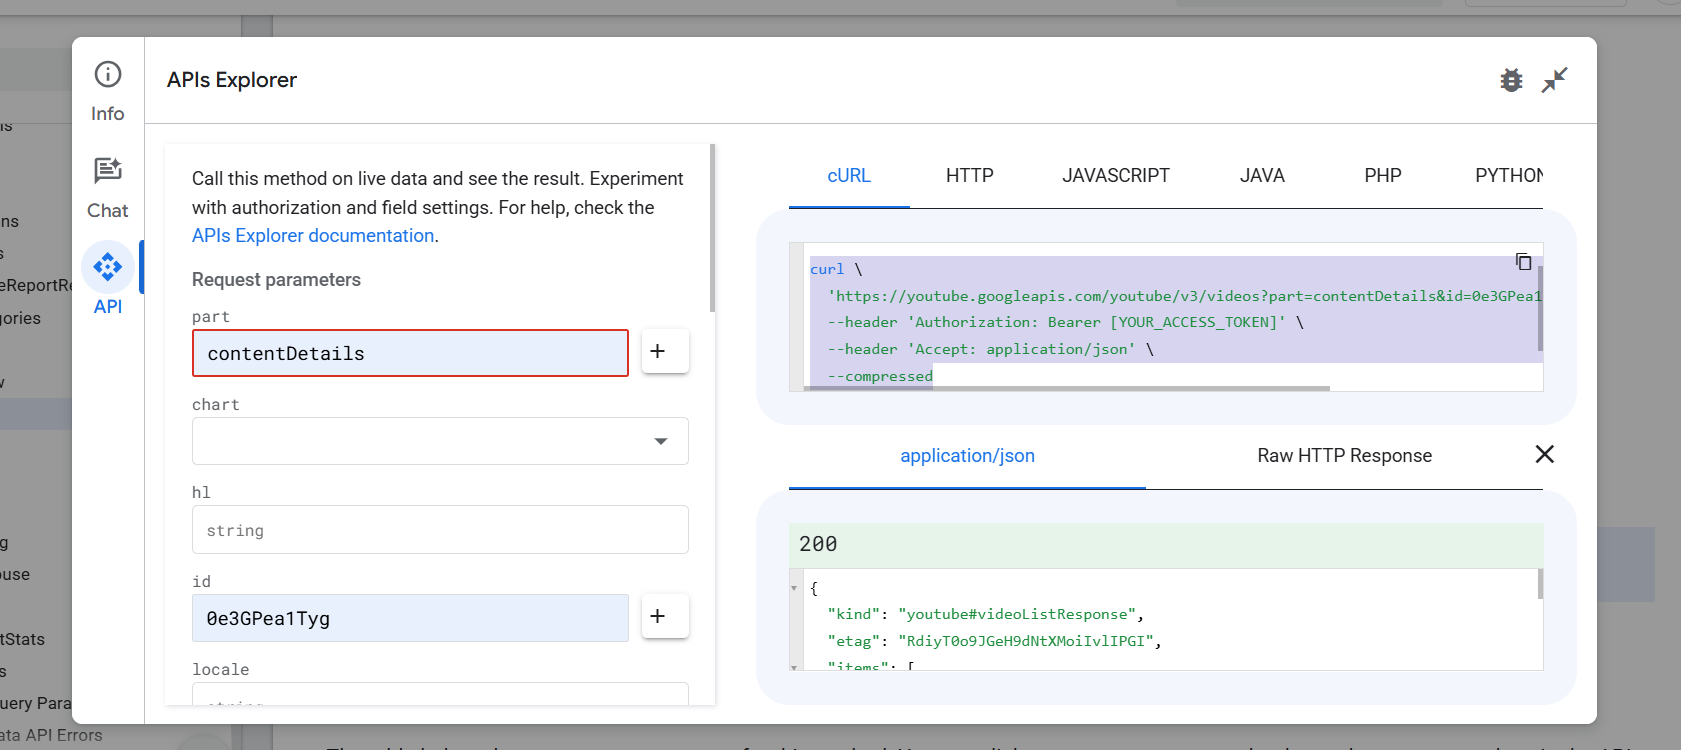 Info
Chat
API
APIs Explorer
Call this method on live data and see the result. Experiment
with authorization and field settings. For help, check the
APIs Explorer documentation.
Request parameters
part
contentDetails
+
chart
hl
string
id
0e3GPea1Tyg
+
locale
cURL
HTTP
JAVASCRIPT
JAVA
PHP
PYTHON
curl \
'https://youtube.googleapis.com/youtube/v3/videos?part=contentDetails&id=0e3GPea1
--header 'Authorization: Bearer [YOUR_ACCESS_TOKEN]' \
--header 'Accept: application/json' \
--compressed
application/json
Raw HTTP Response
200
{
"kind": "youtube#videoListResponse",
"etag": "RdiyT0o9JGeH9dNtXMoiIvlIPGI",
"items": [
eReportRe
gories
ouse
tStats
uery Para
ata API Errors